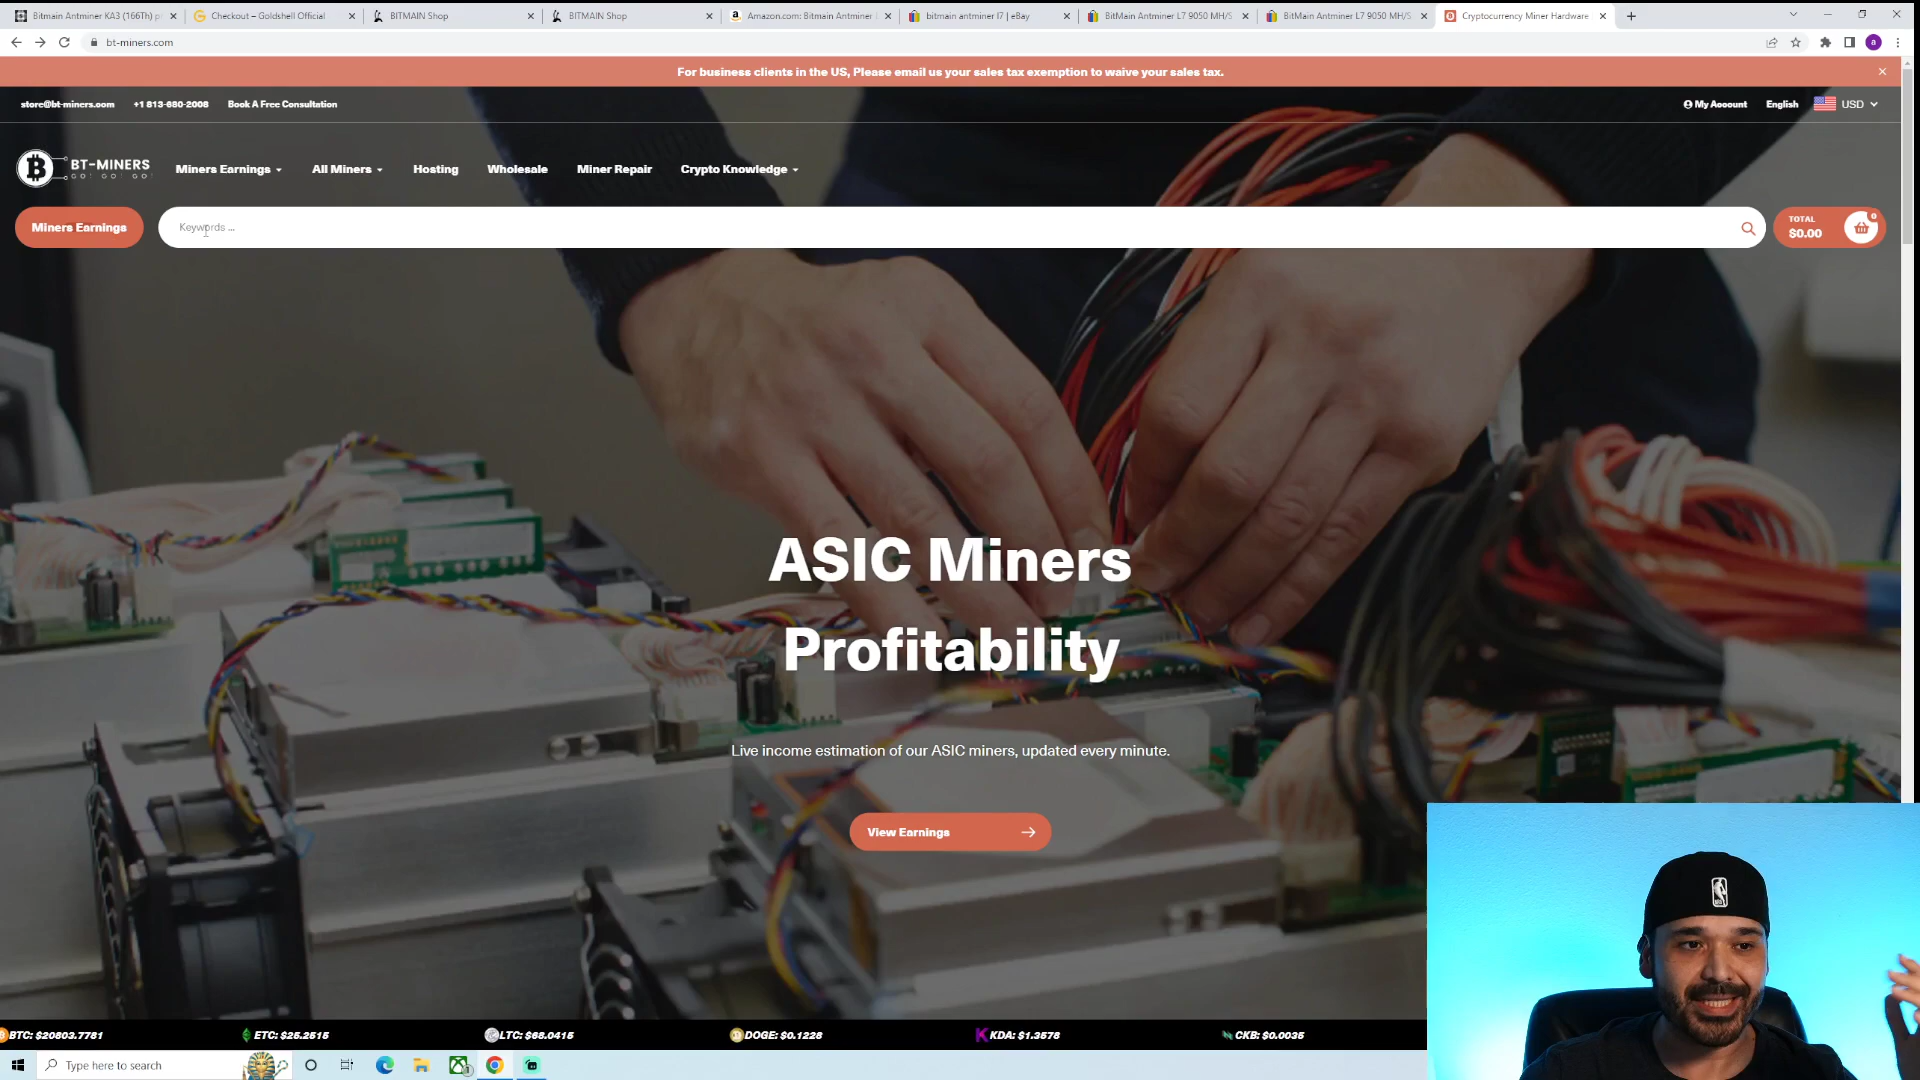 Bitmain Antminer KA3 (166Th) p
Checkout – Goldshell Official
BITMAIN Shop
BITMAIN Shop
Amazon.com: Bitmain Antminer
bitmain antminer l7 | eBay
BitMain Antminer L7 9050 MH/S
BitMain Antminer L7 9050 MH/S
Cryptocurrency Miner Hardware
bt-miners.com
a
For business clients in the US, Please email us your sales tax exemption to waive your sales tax.
store@bt-miners.com +1 813-680-2008 Book A Free Consultation
My Account English USD
BT-MINERS
GO! GO! GO!
Miners Earnings All Miners Hosting Wholesale Miner Repair Crypto Knowledge
Miners Earnings
Keywords ...
TOTAL
$0.00
0
ASIC Miners
Profitability
Live income estimation of our ASIC miners, updated every minute.
View Earnings
BTC: $20803.7781 ETC: $25.2515 LTC: $68.0415 DOGE: $0.1228 KDA: $1.3578 CKB: $0.0035
Type here to search